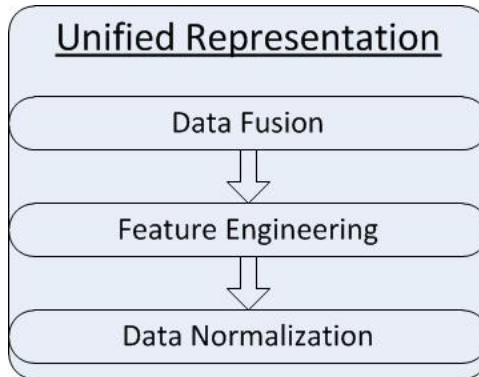 Unified Representation
Data Fusion
Feature Engineering
Data Normalization